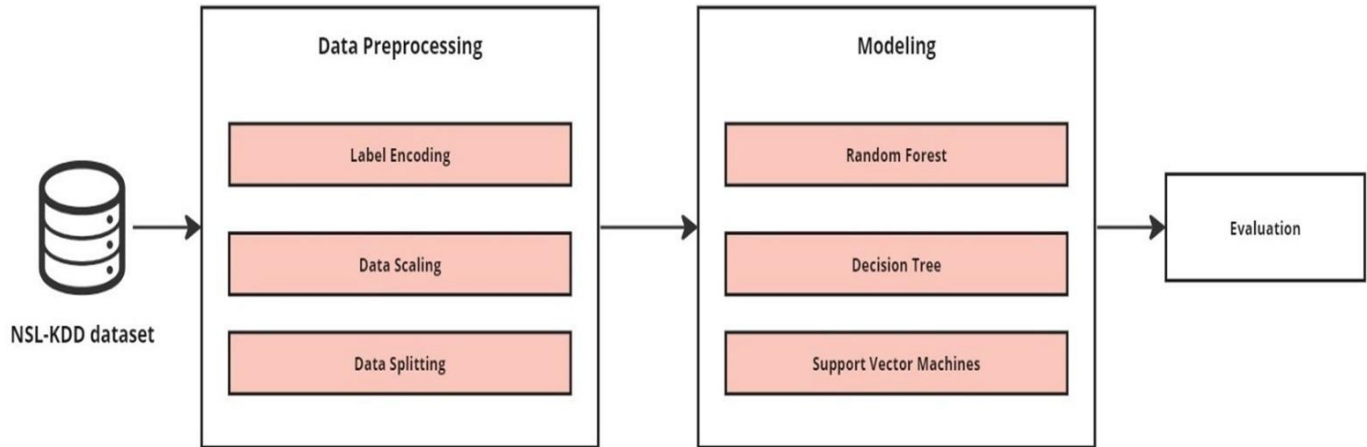 NSL-KDD dataset
Data Preprocessing
Label Encoding
Data Scaling
Data Splitting
Modeling
Random Forest
Decision Tree
Support Vector Machines
Evaluation